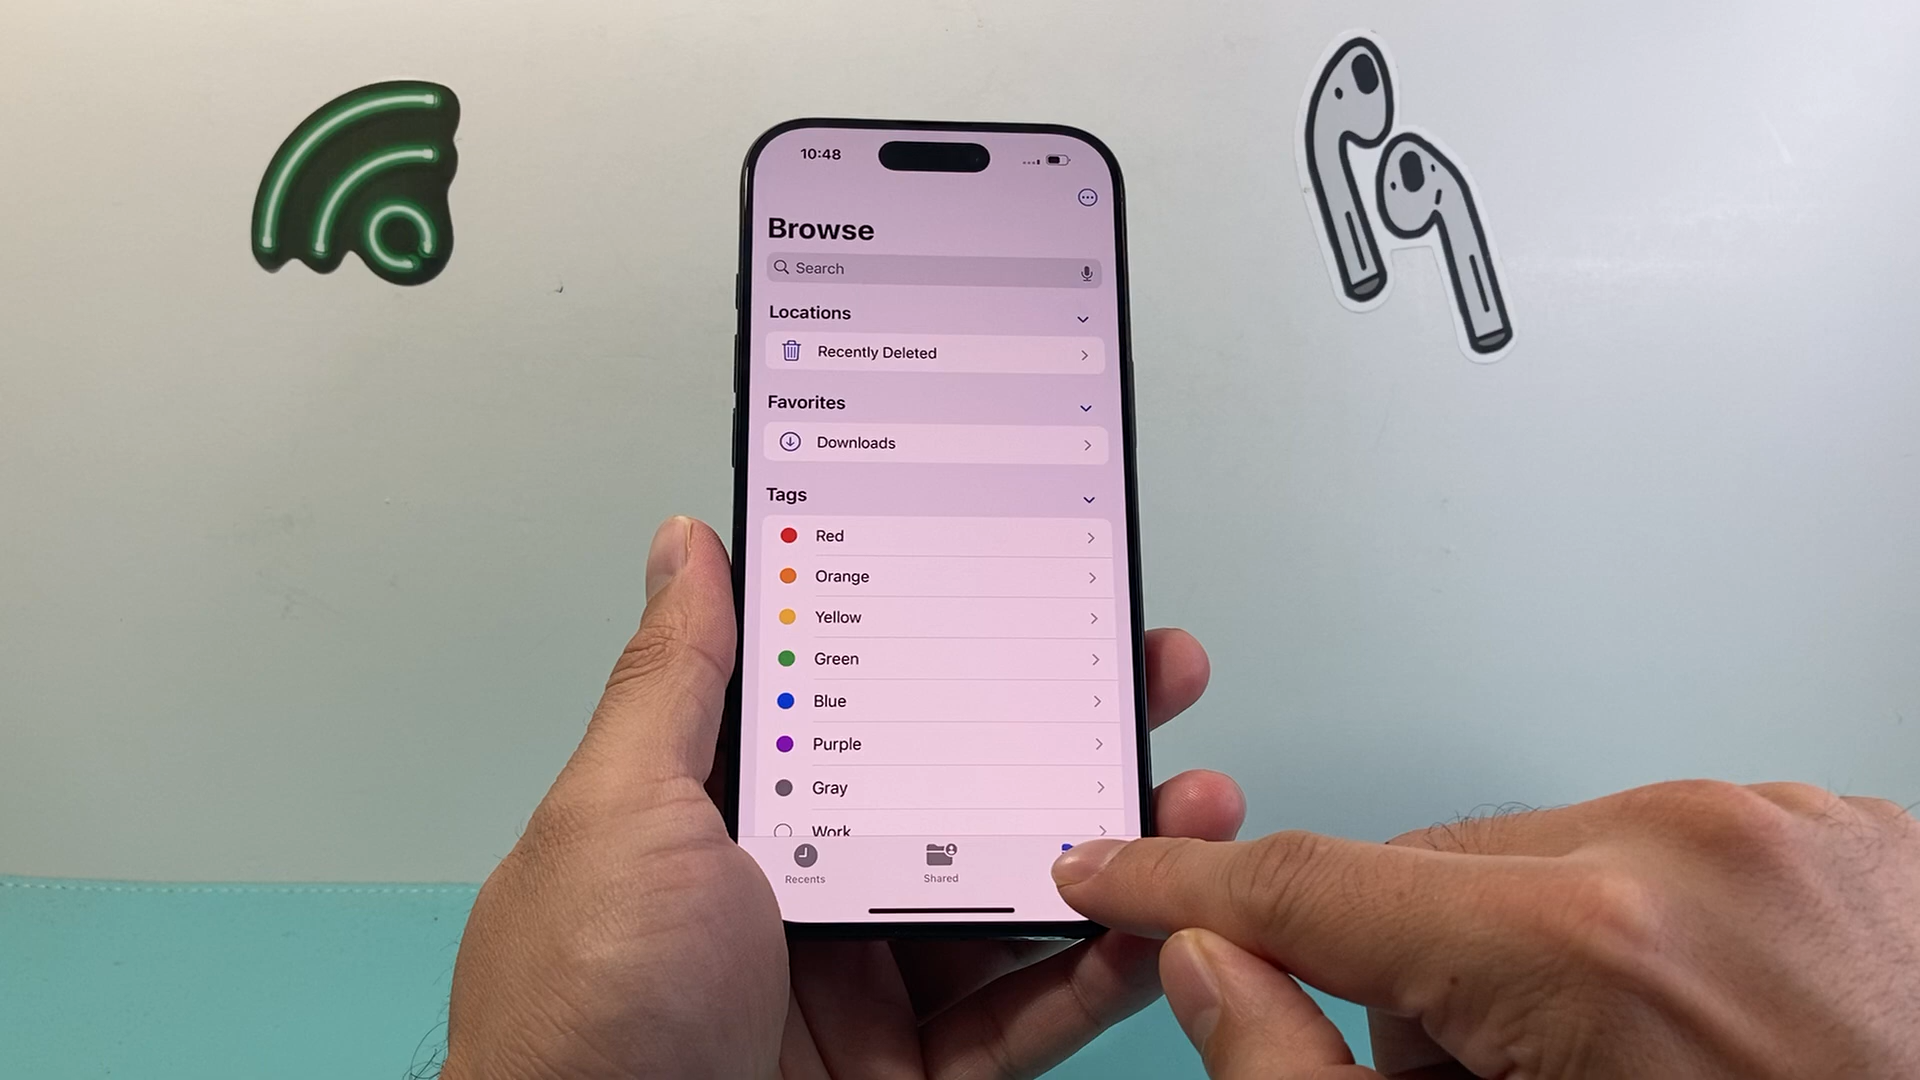 10:48
Browse
Search
Locations
Recently Deleted
Favorites
Downloads
Tags
Red
Orange
Yellow
Green
Blue
Purple
Gray
Work
Recents
Shared